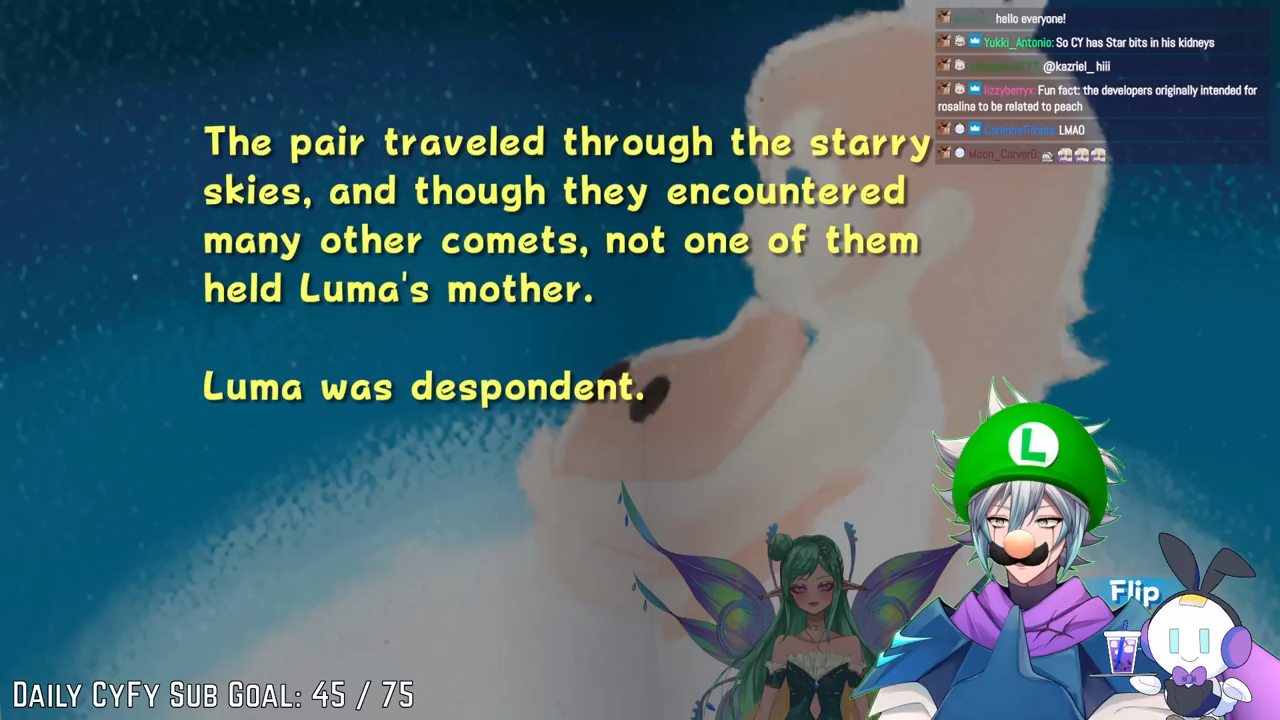 hello everyone!
Yukki_Antonio: So CY has Star bits in his kidneys
@kazriel_ hiii
lizzyberryx: Fun fact: the developers originally intended for
rosalina to be related to peach
CarlinhaTiltada: LMAO
Moon_Carver0:
The pair traveled through the starry
skies, and though they encountered
many other comets, not one of them
held Luma's mother.
Luma was despondent.
L
Flip
DAILY CYFY SUB GOAL: 45 / 75